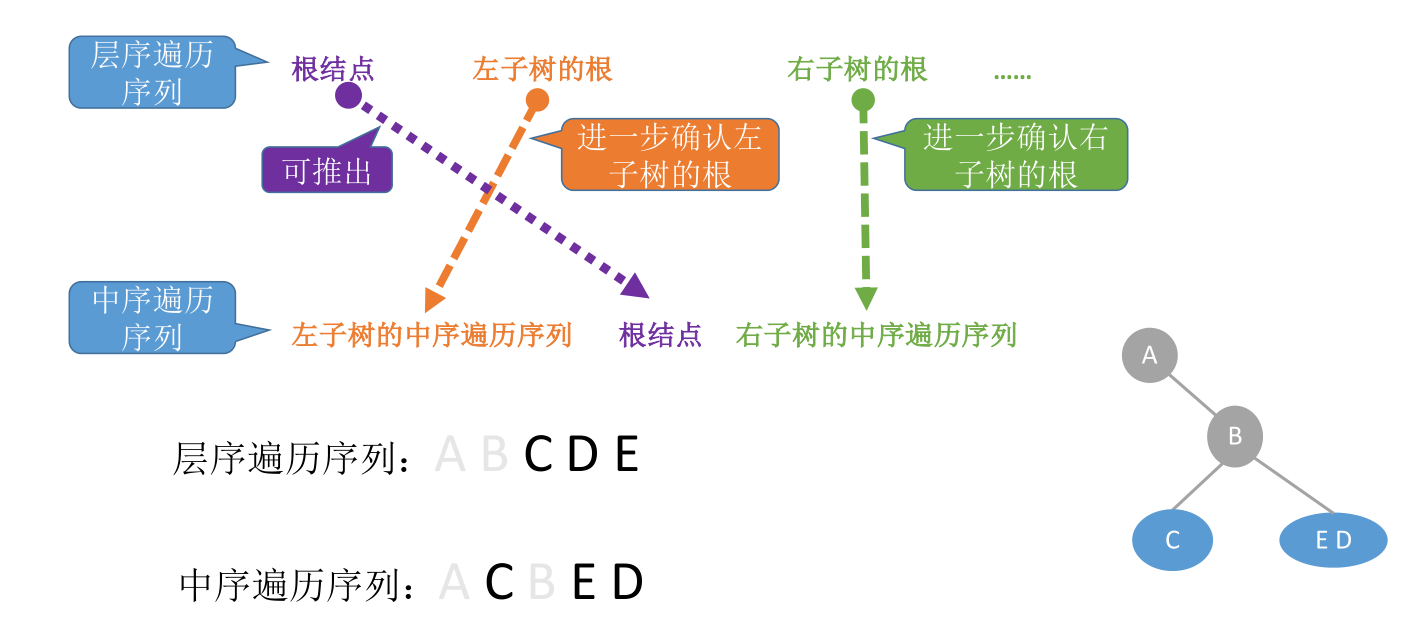 层序遍历
序列
根结点
左子树的根
右子树的根
......
可推出
进一步确认左
子树的根
进一步确认右
子树的根
中序遍历
序列
左子树的中序遍历序列
根结点
右子树的中序遍历序列
A
B
C
E D
层序遍历序列：A B C D E
中序遍历序列：A C B E D